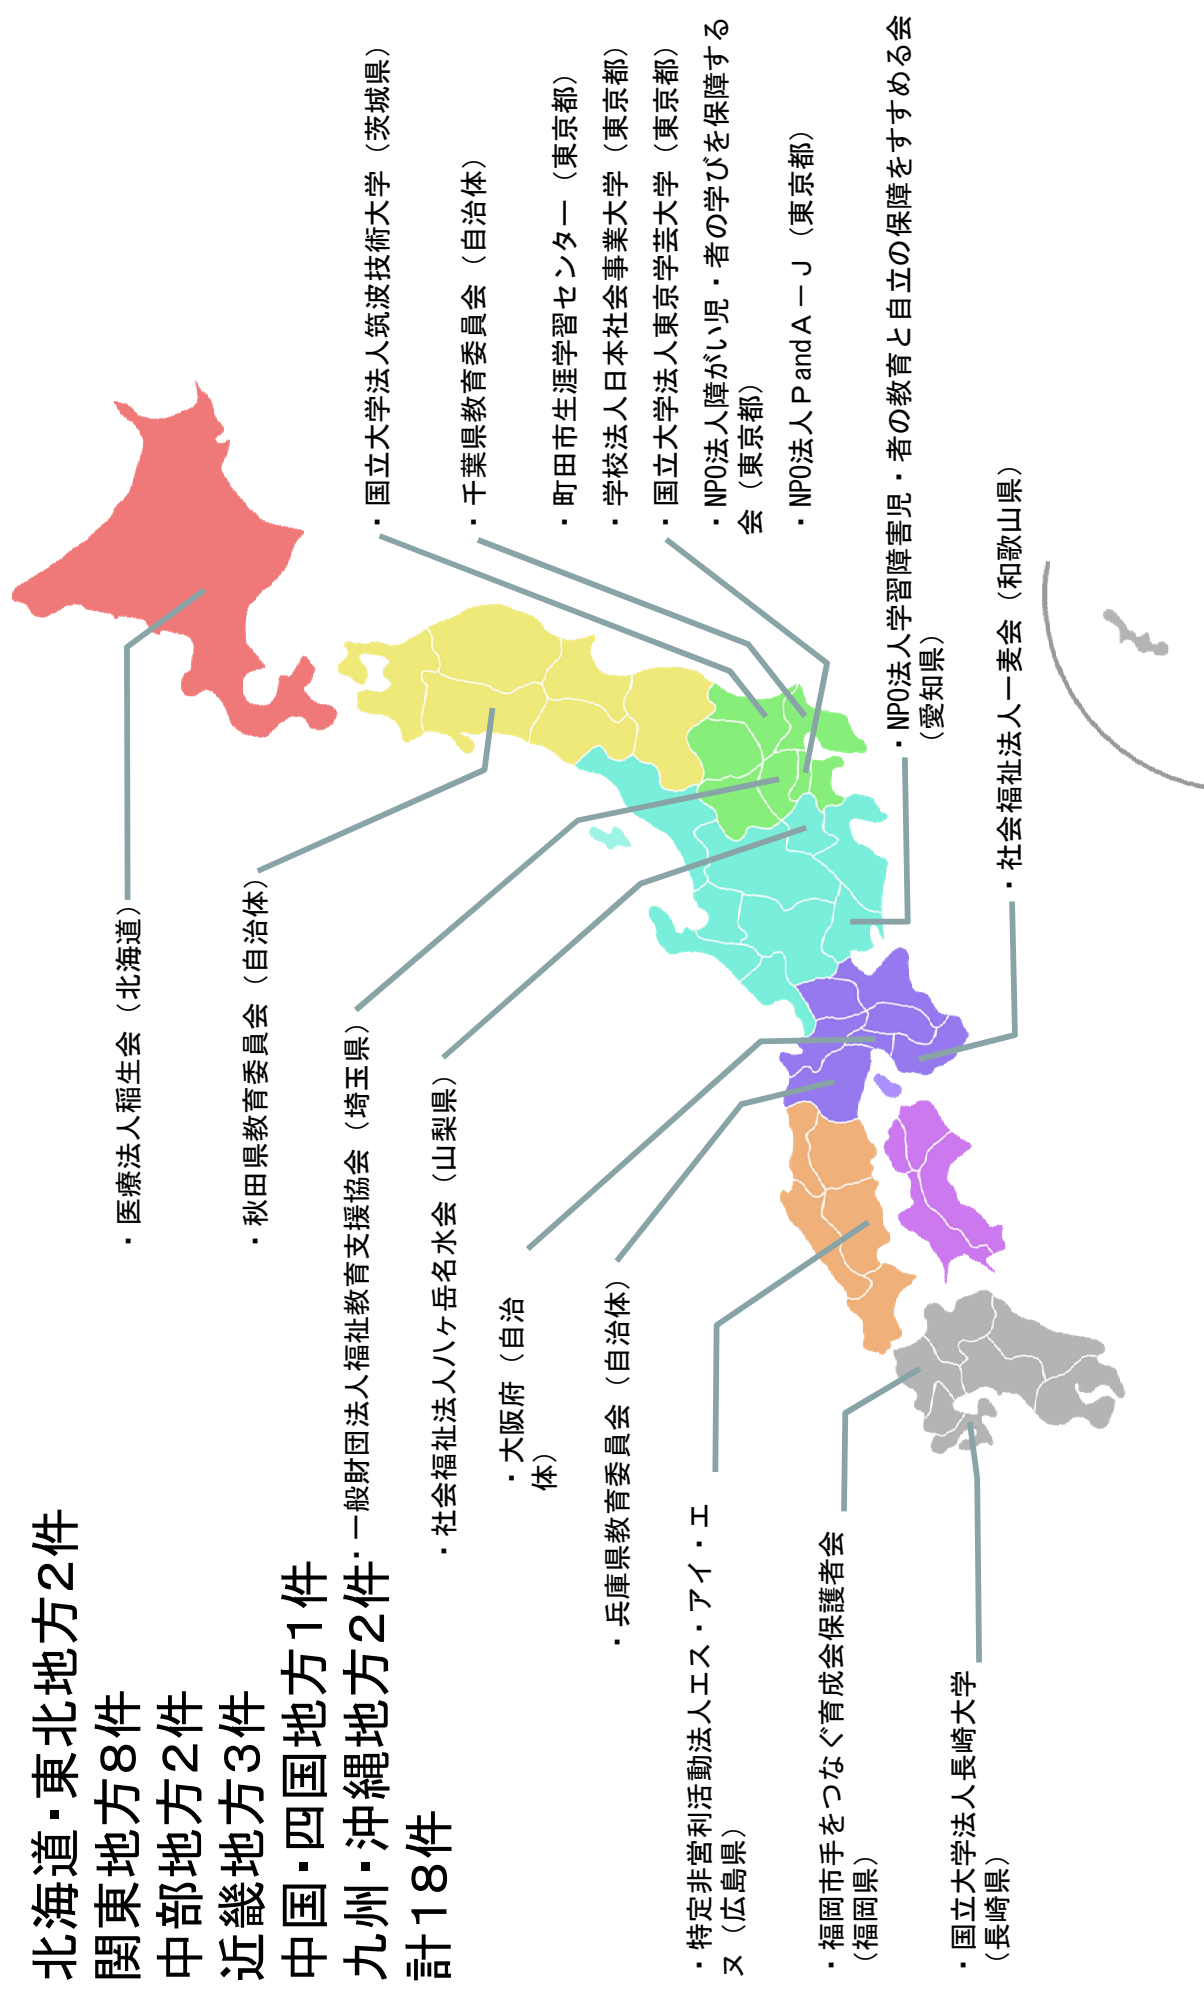 北海道・東北地方２件
関東地方８件
中部地方２件
近畿地方３件
中国・四国地方１件
九州・沖縄地方２件
計１８件
・医療法人稲生会（北海道）
・秋田県教育委員会（自治体）
・一般財団法人福祉教育支援協会（埼玉県）
・社会福祉法人八ヶ岳名水会（山梨県）
・大阪府（自治
体）
・兵庫県教育委員会（自治体）
・特定非営利活動法人エス・アイ・エ
ヌ（広島県）
・福岡市手をつなぐ育成会保護者会
（福岡県）
・国立大学法人長崎大学
（長崎県）
・国立大学法人筑波技術大学（茨城県）
・千葉県教育委員会（自治体）
・町田市生涯学習センター（東京都）
・学校法人日本社会事業大学（東京都）
・国立大学法人東京学芸大学（東京都）
・NPO法人障がい児・者の学びを保障する
会（東京都）
・NPO法人ＰandＡ－Ｊ（東京都）
・NPO法人学習障害児・者の教育と自立の保障をすすめる会
（愛知県）
・社会福祉法人一麦会（和歌山県）